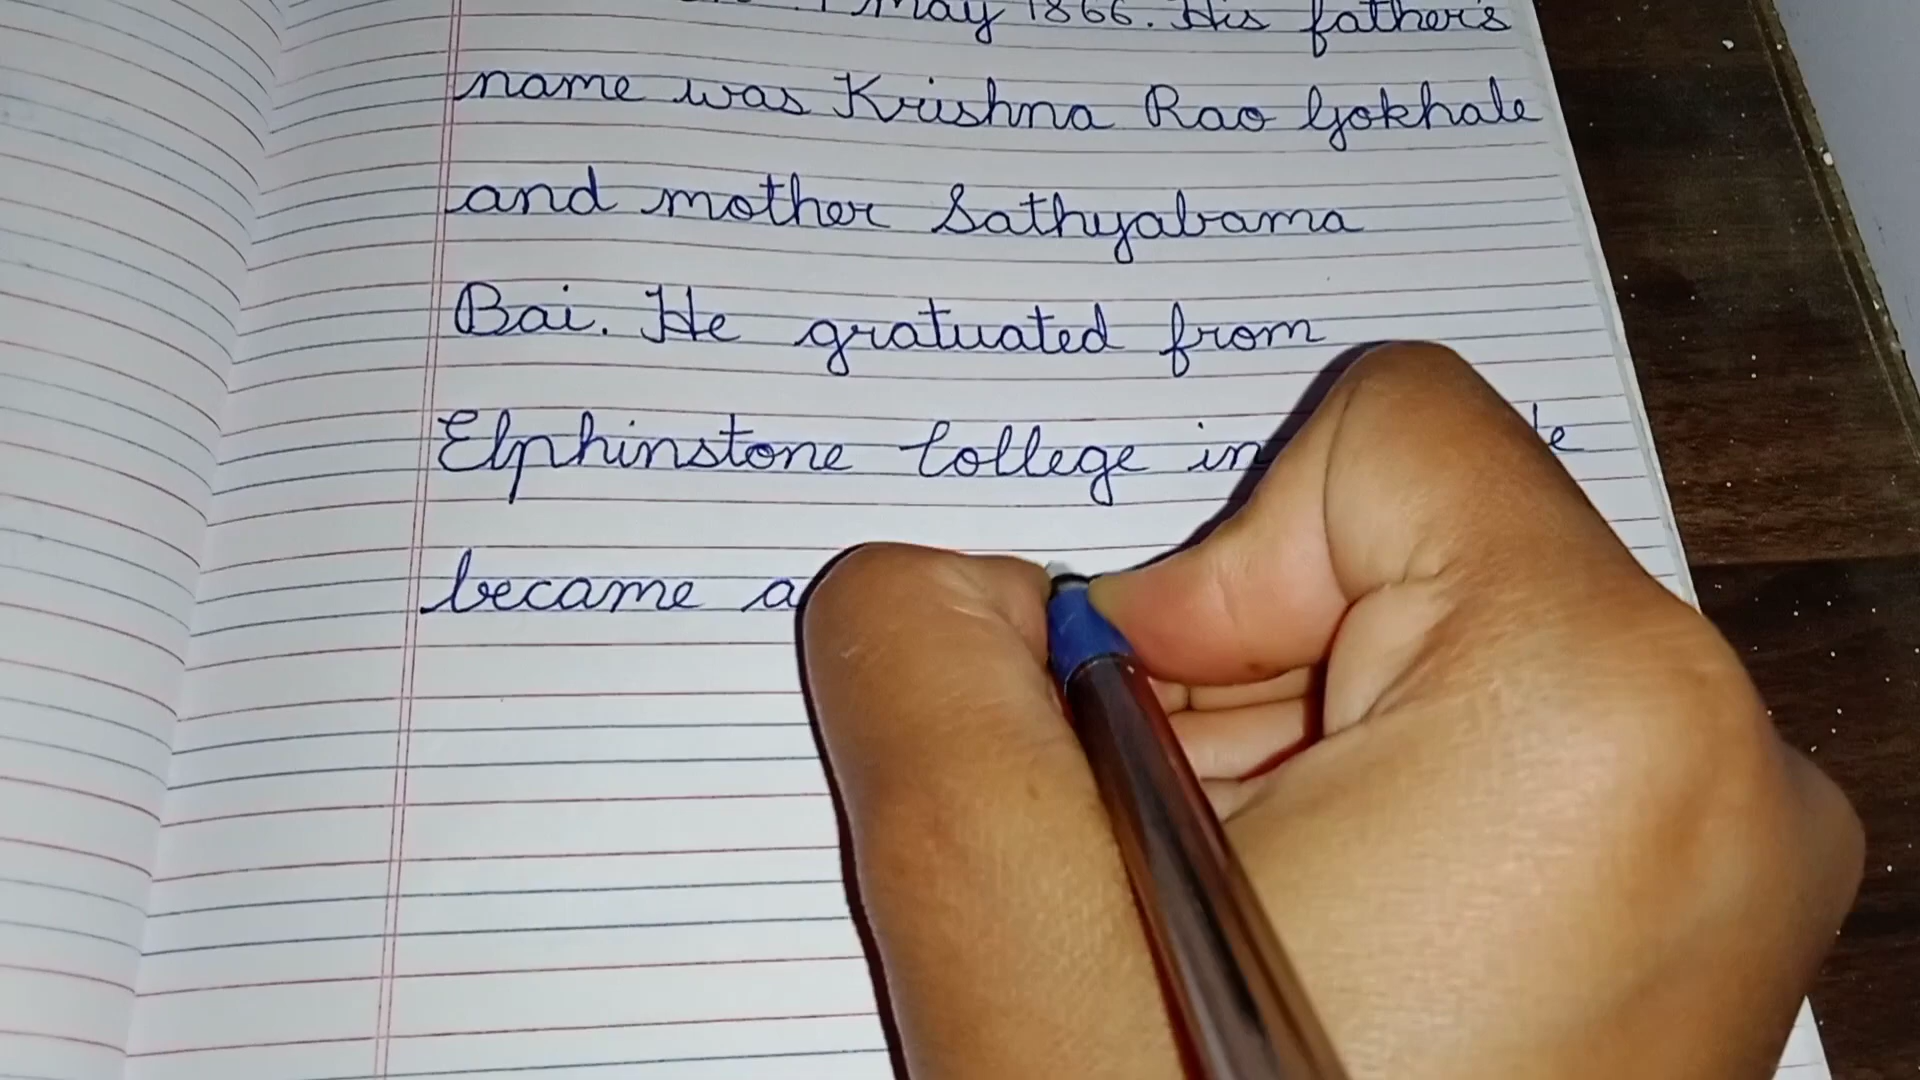 May 1866. His father's
name was Krishna Rao Gokhale
and mother Sathyabama
Bai. He gratuated from
Elphinstone College in
became a